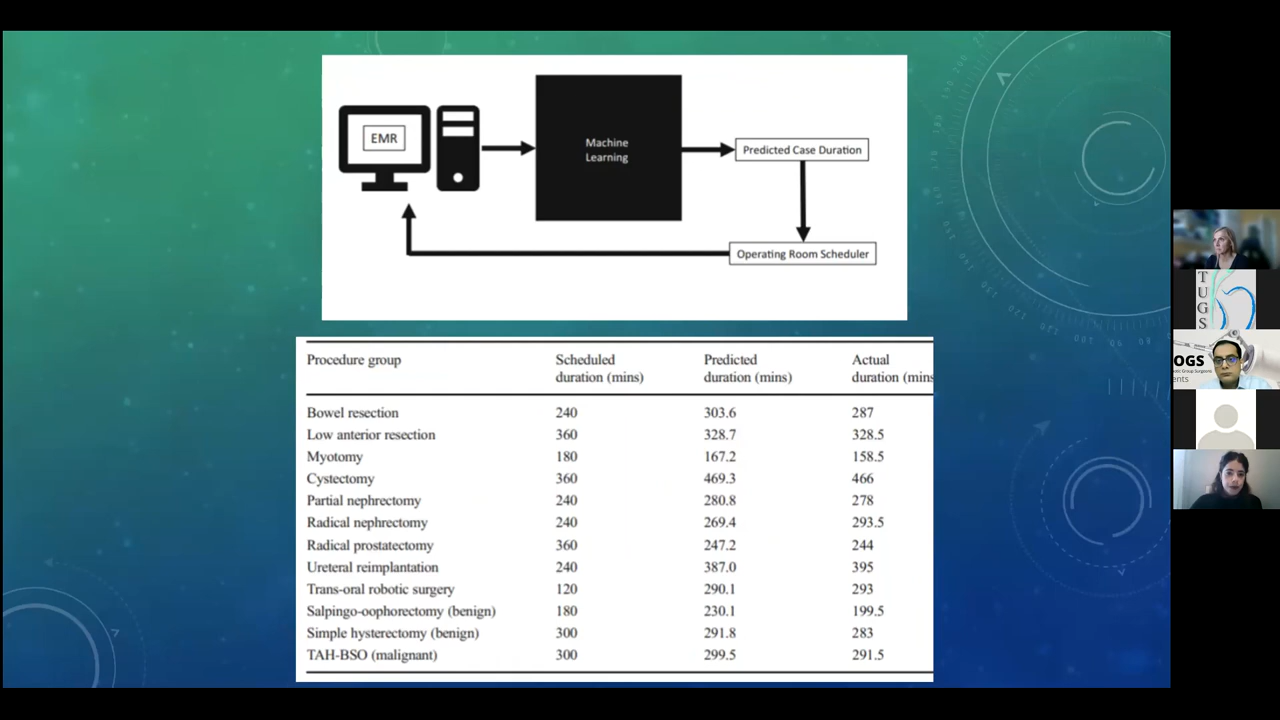 EMR
Machine
Learning
Predicted Case Duration
Operating Room Scheduler
Procedure group Scheduled duration (mins) Predicted duration (mins) Actual duration (mins
Bowel resection 240 303.6 287
Low anterior resection 360 328.7 328.5
Myotomy 180 167.2 158.5
Cystectomy 360 469.3 466
Partial nephrectomy 240 280.8 278
Radical nephrectomy 240 269.4 293.5
Radical prostatectomy 360 247.2 244
Ureteral reimplantation 240 387.0 395
Trans-oral robotic surgery 120 290.1 293
Salpingo-oophorectomy (benign) 180 230.1 199.5
Simple hysterectomy (benign) 300 291.8 283
TAH-BSO (malignant) 300 299.5 291.5
TUGS
OGS
ents